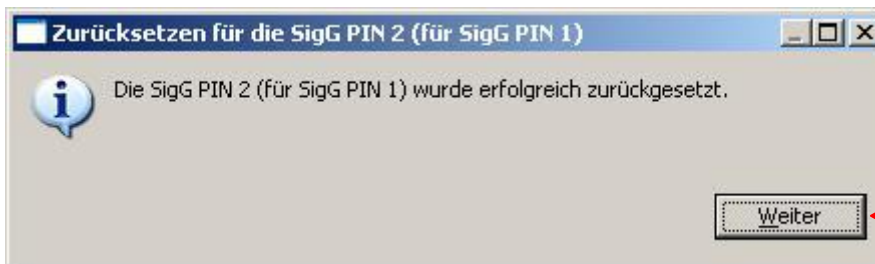 Zurücksetzen für die SigG PIN 2 (für SigG PIN 1)
Die SigG PIN 2 (für SigG PIN 1) wurde erfolgreich zurückgesetzt.
Weiter